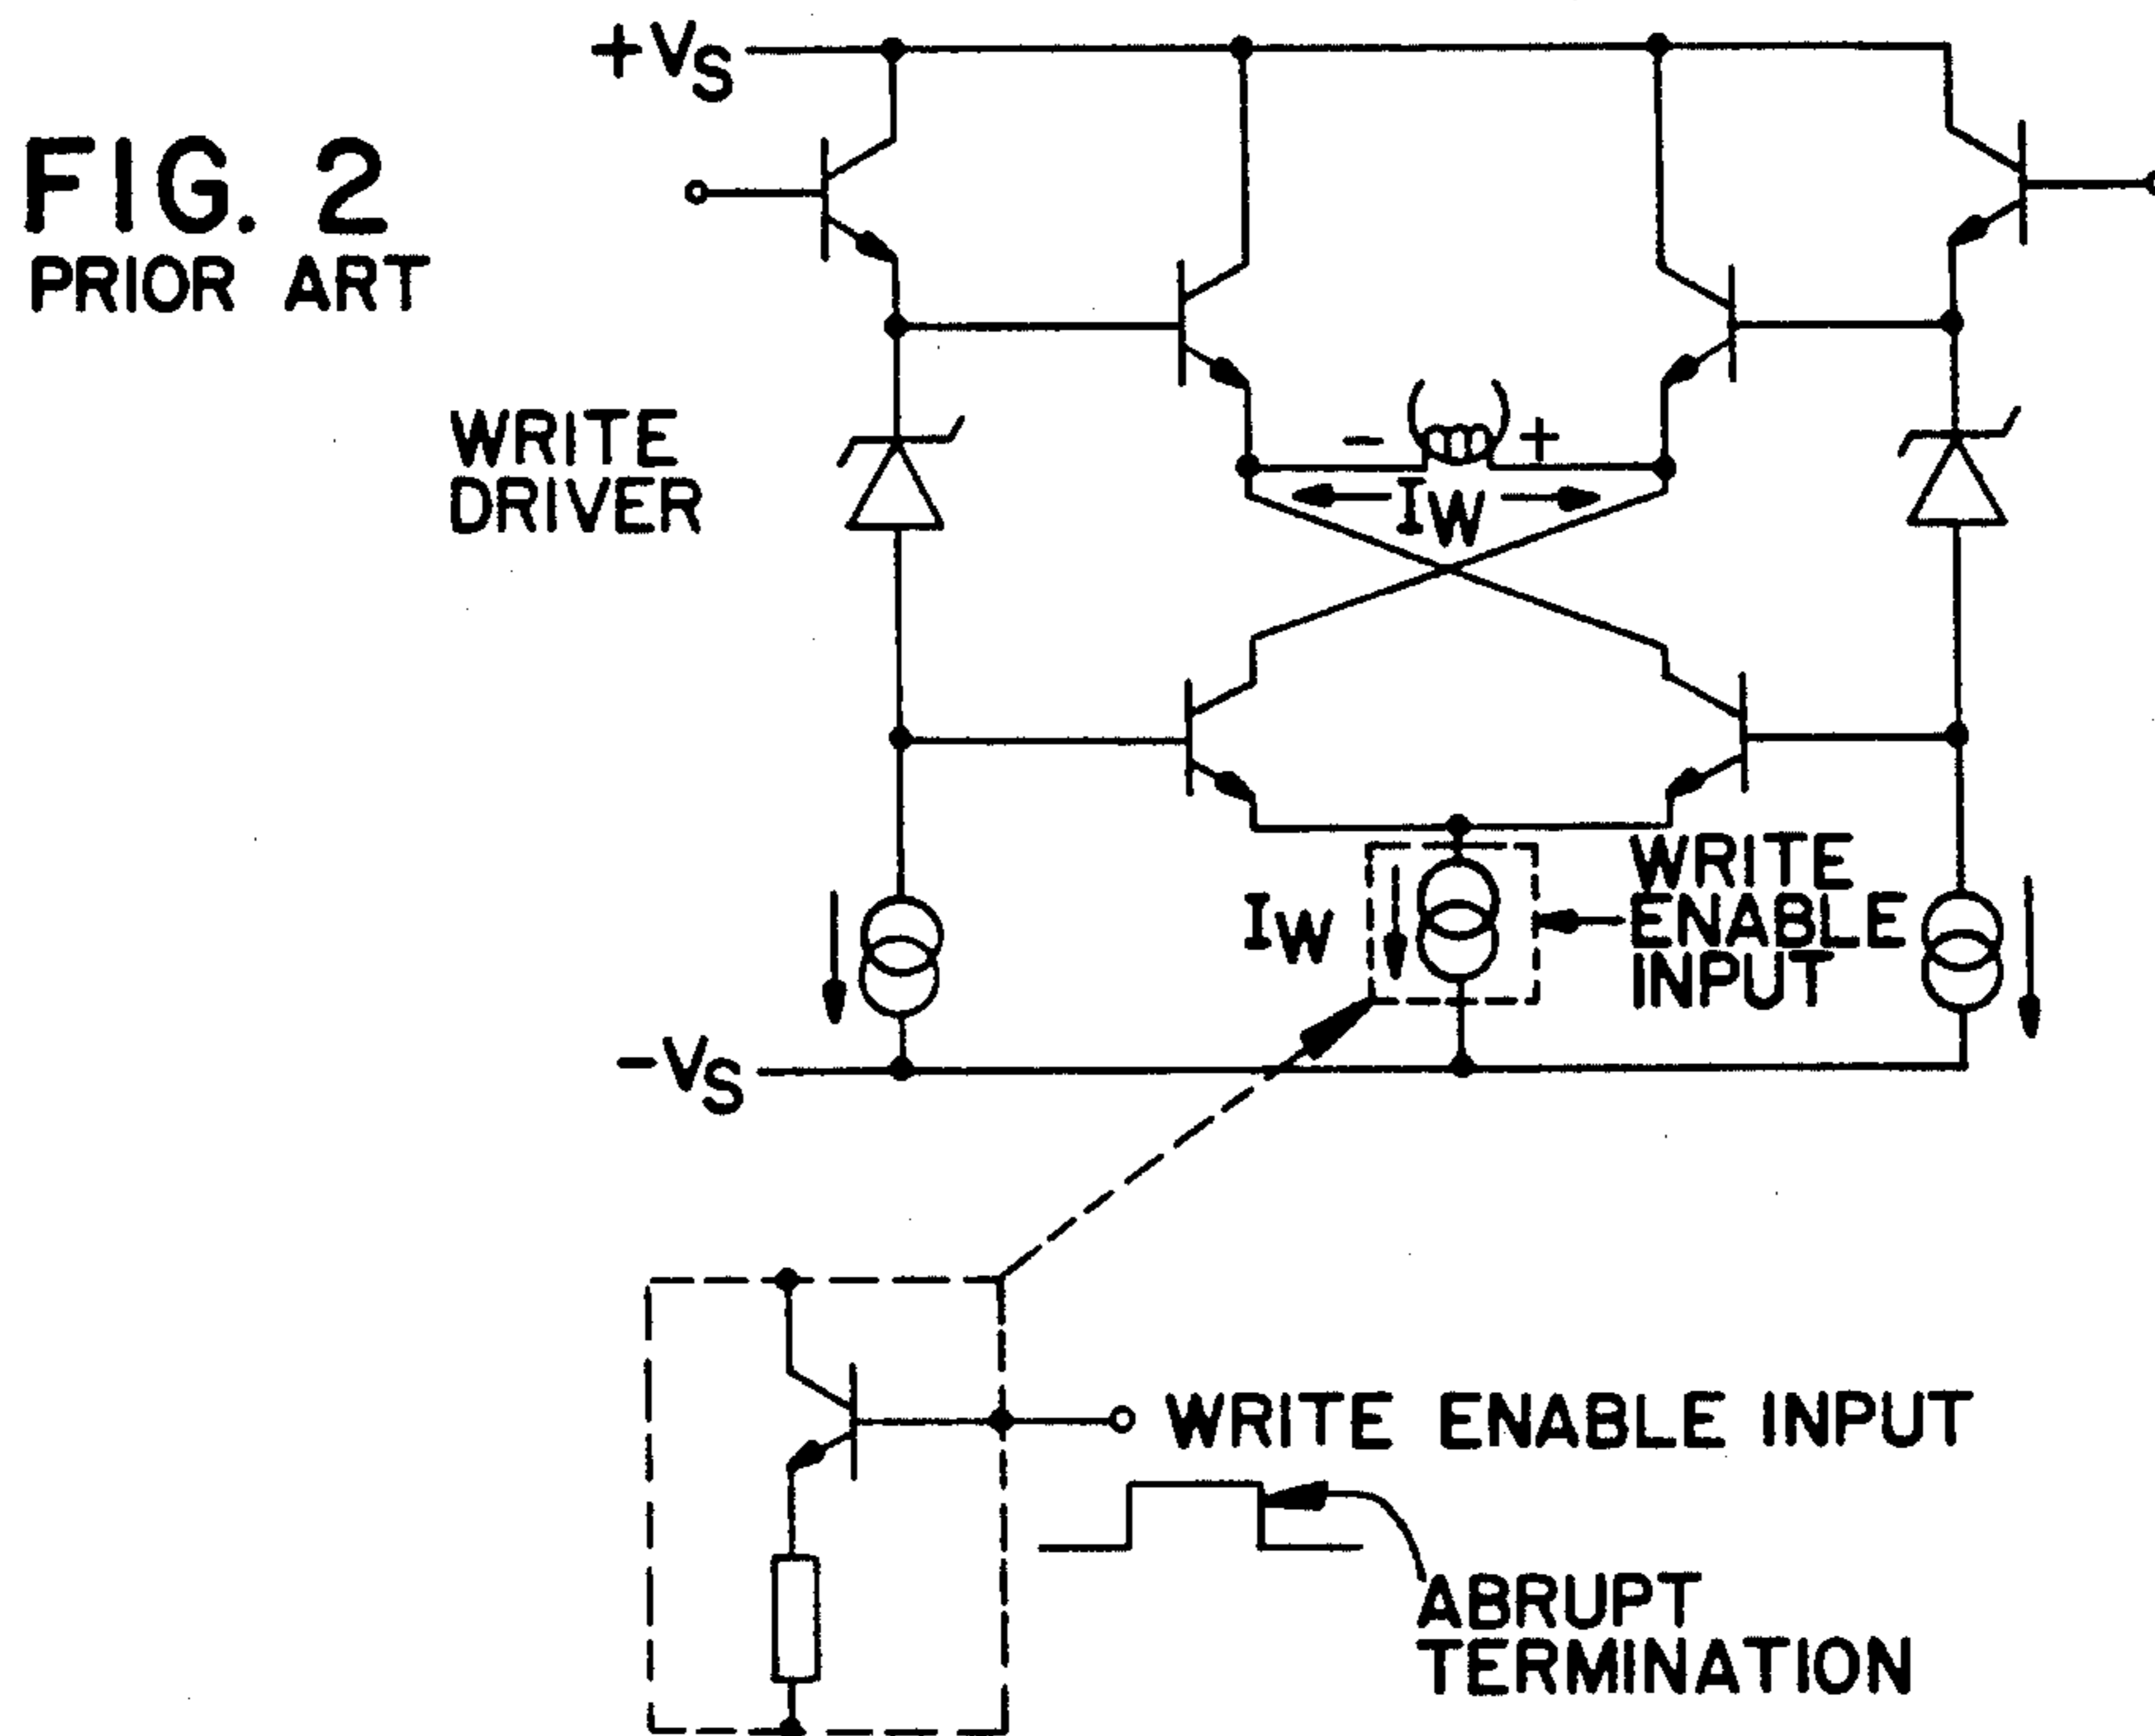 +VS
FIG. 2
PRIOR ART
WRITE
DRIVER
- +
IW
IW
WRITE
ENABLE
INPUT
-VS
WRITE ENABLE INPUT
ABRUPT
TERMINATION